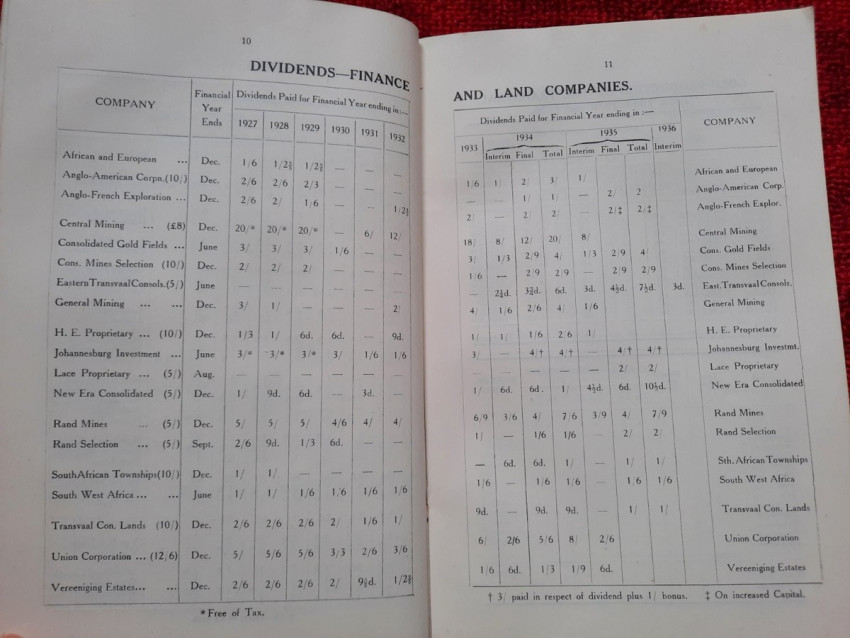 10
DIVIDENDS—FINANCE
COMPANY Financial Year Ends Dividends Paid for Financial Year ending in :—
1927 1928 1929 1930 1931 1932
African and European ... Dec. 1/6 1/2¾ 1/2¾ — — —
Anglo-American Corpn.(10/) Dec. 2/6 2/6 2/3 — — —
Anglo-French Exploration ... Dec. 2/6 2/ 1/6 — — 1/2¾
Central Mining ... (£8) Dec. 20/* 20/* 20/* — 6/ 12/
Consolidated Gold Fields ... June 3/ 3/ 3/ 1/6 — —
Cons. Mines Selection (10/) Dec. 2/ 2/ 2/ — — —
Eastern Transvaal Consols.(5/) June — — — — — —
General Mining ... ... Dec. 3/ 1/ — — — 2/
H. E. Proprietary ... (10/) Dec. 1/3 1/ 6d. 6d. — 9d.
Johannesburg Investment ... June 3/* 3/* 3/* 3/ 1/6 1/6
Lace Proprietary ... (5/) Aug. — — — — — —
New Era Consolidated (5/) Dec. 1/ 9d. 6d. — 3d. —
Rand Mines ... (5/) Dec. 5/ 5/ 5/ 4/6 4/ 4/
Rand Selection ... (5/) Sept. 2/6 9d. 1/3 6d. — —
South African Townships(10/) Dec. 1/ 1/ — — — —
South West Africa ... ... June 1/ 1/ 1/6 1/6 1/6 1/6
Transvaal Con. Lands (10/) Dec. 2/6 2/6 2/6 2/ 1/6 1/
Union Corporation ... (12/6) Dec. 5/ 5/6 5/6 3/3 2/6 3/6
Vereeniging Estates... ... Dec. 2/6 2/6 2/6 2/ 9¾d. 1/2¾
* Free of Tax.
11
AND LAND COMPANIES.
Dividends Paid for Financial Year ending in :— COMPANY
1933 1934 1935 1936
Interim Final Total Interim Final Total Interim
1/6 1/ 2/ 3/ 1/ African and European
— — 1/ 1/ — 2/ 2/ Anglo-American Corp.
2/ — 2/ 2/ — 2/‡ 2/‡ Anglo-French Explor.
18/ 8/ 12/ 20/ 8/ Central Mining
3/ 1/3 2/9 4/ 1/3 2/9 4/ Cons. Gold Fields
1/6 — 2/9 2/9 — 2/9 2/9 Cons. Mines Selection
— 2¾d. 3¾d. 6d. 3d. 4½d. 7½d. 3d. East. Transvaal Consols.
4/ 1/6 2/6 4/ 1/6 General Mining
1/ 1/ 1/6 2/6 1/ H. E. Proprietary
3/ — 4/† 4/† — 4/† 4/† Johannesburg Investmt.
— — — — — 2/ 2/ Lace Proprietary
1/ 6d. 6d. 1/ 4½d. 6d. 10½d. New Era Consolidated
6/9 3/6 4/ 7/6 3/9 4/ 7/9 Rand Mines
1/ — 1/6 1/6 — 2/ 2/ Rand Selection
— 6d. 6d. 1/ — 1/ 1/ Sth. African Townships
1/6 — 1/6 1/6 — 1/6 1/6 South West Africa
9d. — 9d. 9d. — 1/ 1/ Transvaal Con. Lands
6/ 2/6 5/6 8/ 2/6 Union Corporation
1/6 6d. 1/3 1/9 6d. Vereeniging Estates
† 3/ paid in respect of dividend plus 1/ bonus. ‡ On increased Capital.